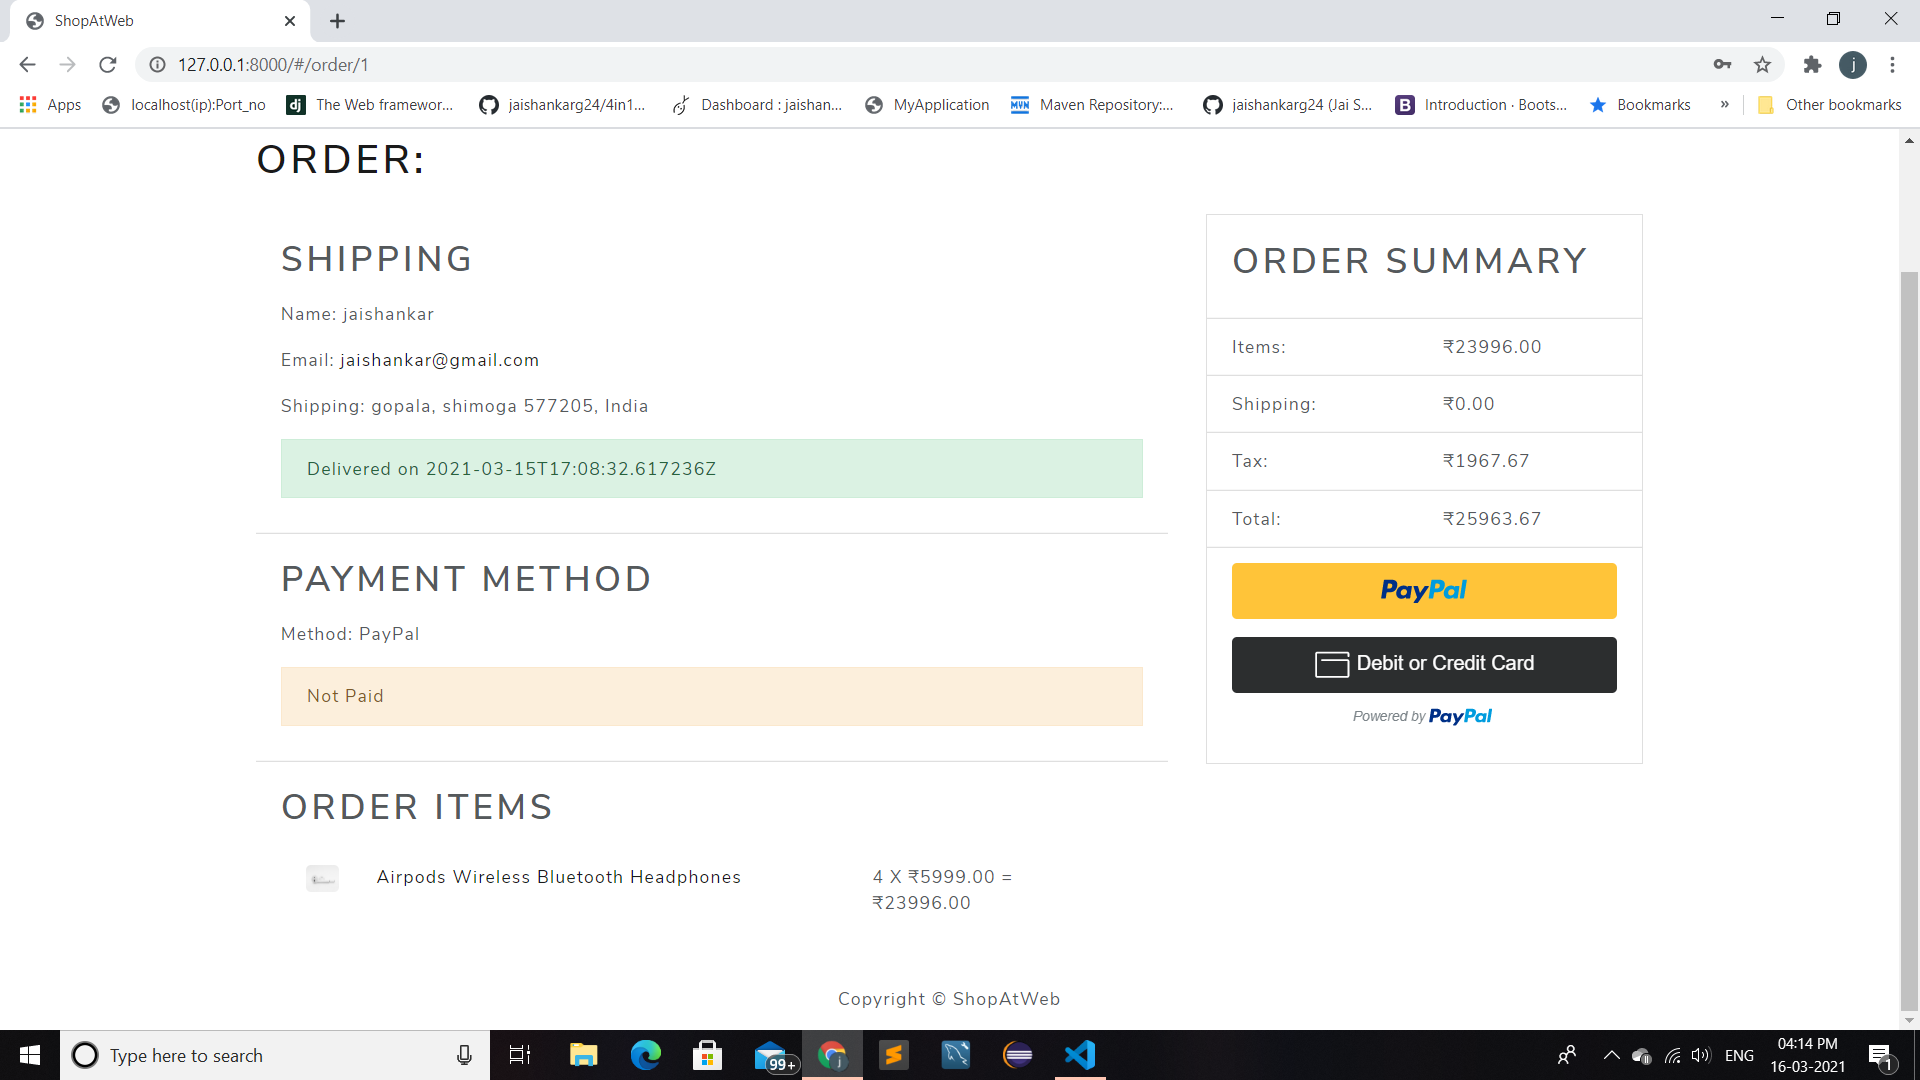 ShopAtWeb
127.0.0.1:8000/#/order/1
j
Apps
localhost(ip):Port_no
dj
The Web framewor...
jaishankarg24/4in1...
Dashboard : jaishan...
MyApplication
MVN
Maven Repository:...
jaishankarg24 (Jai S...
B
Introduction · Boots...
Bookmarks
»
Other bookmarks
ORDER:
SHIPPING
Name: jaishankar
Email: jaishankar@gmail.com
Shipping: gopala, shimoga 577205, India
Delivered on 2021-03-15T17:08:32.617236Z
PAYMENT METHOD
Method: PayPal
Not Paid
ORDER ITEMS
Airpods Wireless Bluetooth Headphones
4 X ₹5999.00 =
₹23996.00
ORDER SUMMARY
Items: ₹23996.00
Shipping: ₹0.00
Tax: ₹1967.67
Total: ₹25963.67
PayPal
Debit or Credit Card
Powered by PayPal
Copyright © ShopAtWeb
Type here to search
99+
j
ENG
04:14 PM
16-03-2021
1